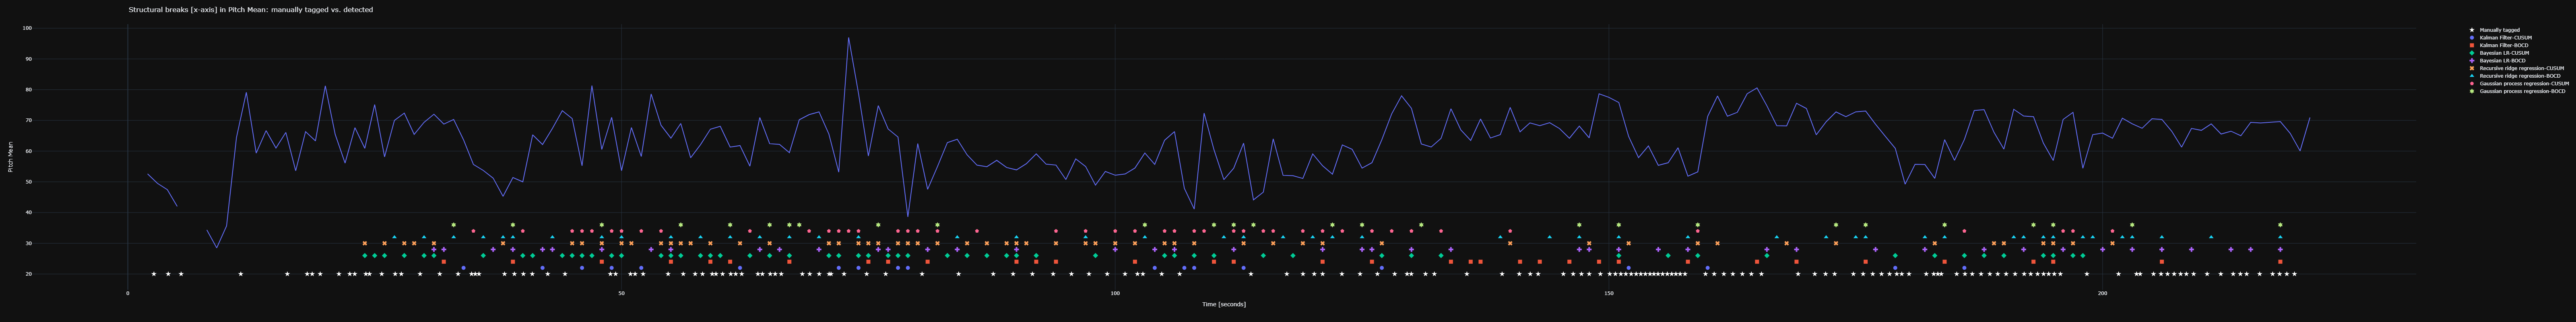 Structural breaks [x-axis] in Pitch Mean: manually tagged vs. detected
100
90
80
70
60
50
40
30
20
Pitch Mean
0
50
100
150
200
Time [seconds]
Manually tagged
Kalman Filter-CUSUM
Kalman Filter-BOCD
Bayesian LR-CUSUM
Bayesian LR-BOCD
Recursive ridge regression-CUSUM
Recursive ridge regression-BOCD
Gaussian process regression-CUSUM
Gaussian process regression-BOCD